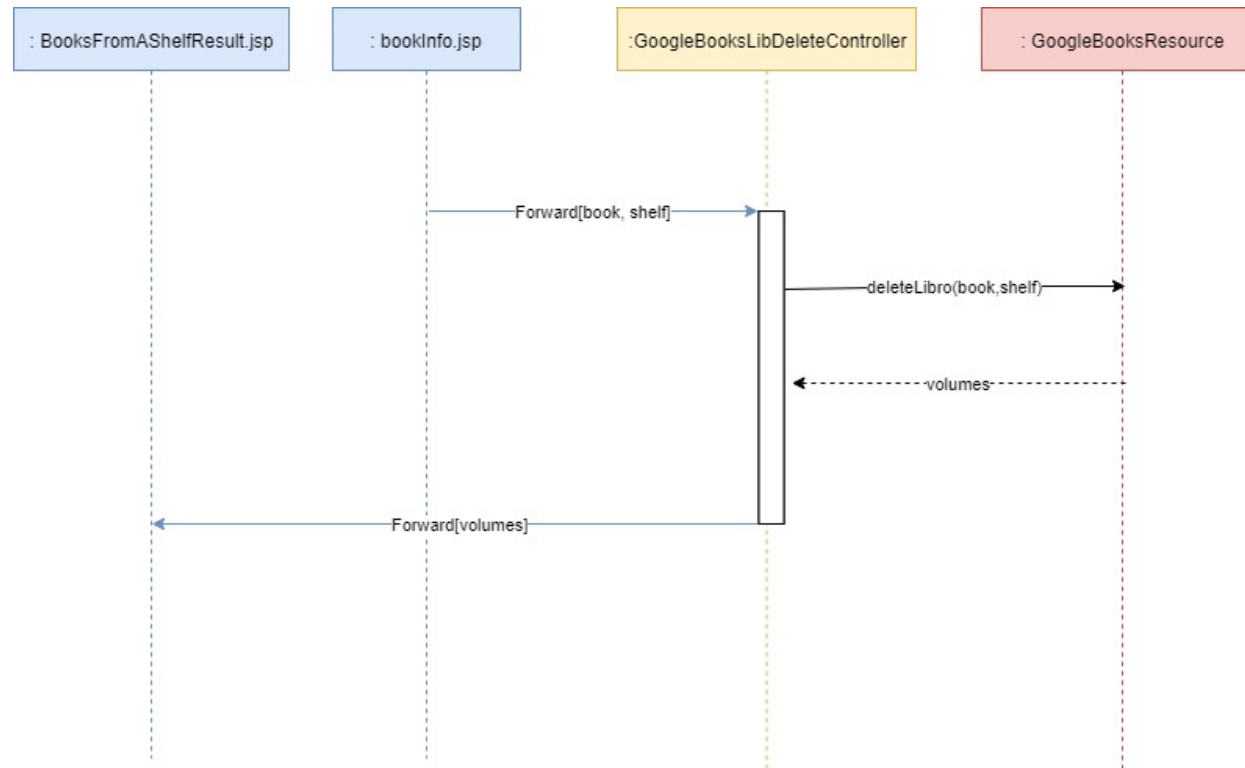 : BooksFromAShelfResult.jsp
: bookInfo.jsp
:GoogleBooksLibDeleteController
: GoogleBooksResource
Forward[book, shelf]
deleteLibro(book,shelf)
volumes
Forward[volumes]